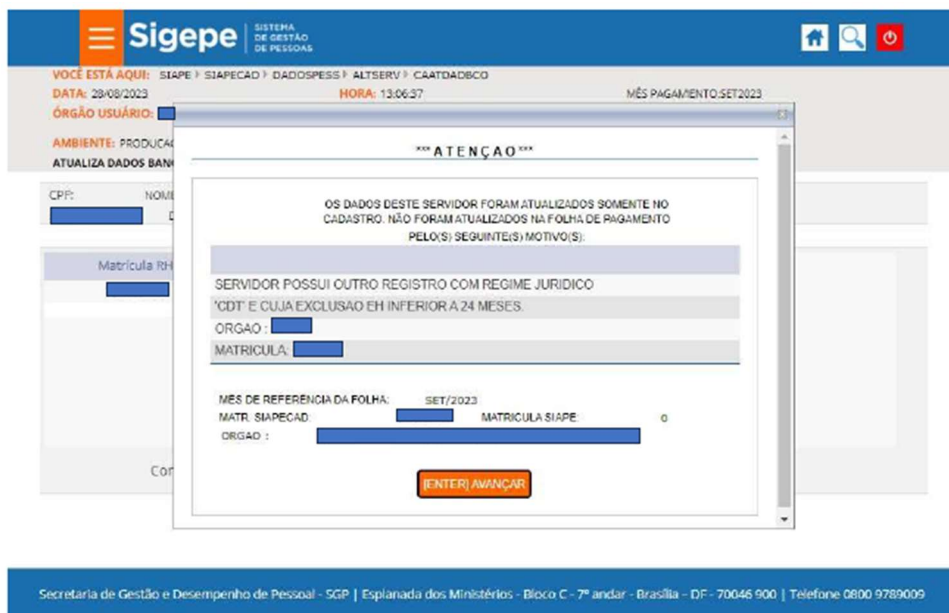 Sigepe
SISTEMA
DE GESTÃO
DE PESSOAS
VOCÊ ESTÁ AQUI: SIAPE SIAPECAD DADOSPESS ALTSERV CAATDADBCO
DATA: 28/08/2023 HORA: 13:06:37 MÊS PAGAMENTO:SET2023
ÓRGÃO USUÁRIO:
AMBIENTE:
ATUALIZA DADOS
CPF:
Matrícula
***ATENÇAO***
OS DADOS DESTE SERVIDOR FORAM ATUALIZADOS SOMENTE NO
CADASTRO. NÃO FORAM ATUALIZADOS NA FOLHA DE PAGAMENTO
PELO(S) SEGUINTE(S) MOTIVO(S):
SERVIDOR POSSUI OUTRO REGISTRO COM REGIME JURIDICO
'CDT' E CUJA EXCLUSAO EH INFERIOR A 24 MESES.
ORGAO :
MATRICULA:
MÊS DE REFERÊNCIA DA FOLHA: SET/2023
MATR. SIAPECAD: MATRICULA SIAPE: 0
ORGAO :
[ENTER] AVANÇAR
Secretaria de Gestão e Desempenho de Pessoal - SGP | Esplanada dos Ministérios - Bloco C - 7º andar - Brasília - DF - 70046 900 | Telefone 0800 9789009